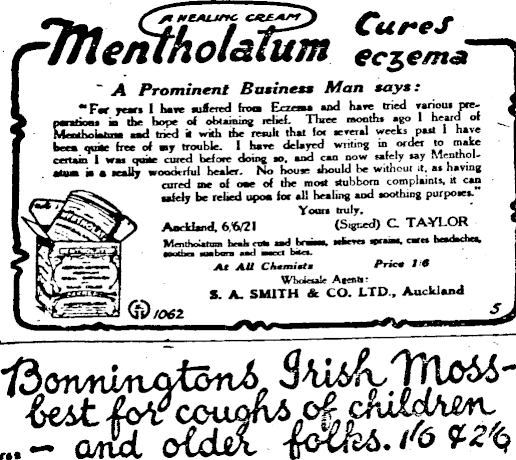 A HEALING CREAM
Mentholatum Cures
eczema
A Prominent Business Man says:
"For years I have suffered from Eczema and have tried various pre-
parations in the hope of obtaining relief. Three months ago I heard of
Mentholatum and tried it with the result that for several weeks past I have
been quite free of my trouble. I have delayed writing in order to make
certain I was quite cured before doing so, and can now safely say Menthol-
atum is a really wonderful healer. No house should be without it, as having
cured me of one of the most stubborn complaints, it can
safely be relied upon for all healing and soothing purposes."
Yours truly,
Auckland, 6/6/21 (Signed) C. TAYLOR
Mentholatum heals cuts and bruises, relieves sprains, cures headaches,
soothes sunburn and insect bites.
At All Chemists Price 1/6
Wholesale Agents:
S. A. SMITH & CO. LTD., Auckland
1062 5
Bonningtons Irish Moss-
best for coughs of children
— and older folks. 1/6 & 2/6